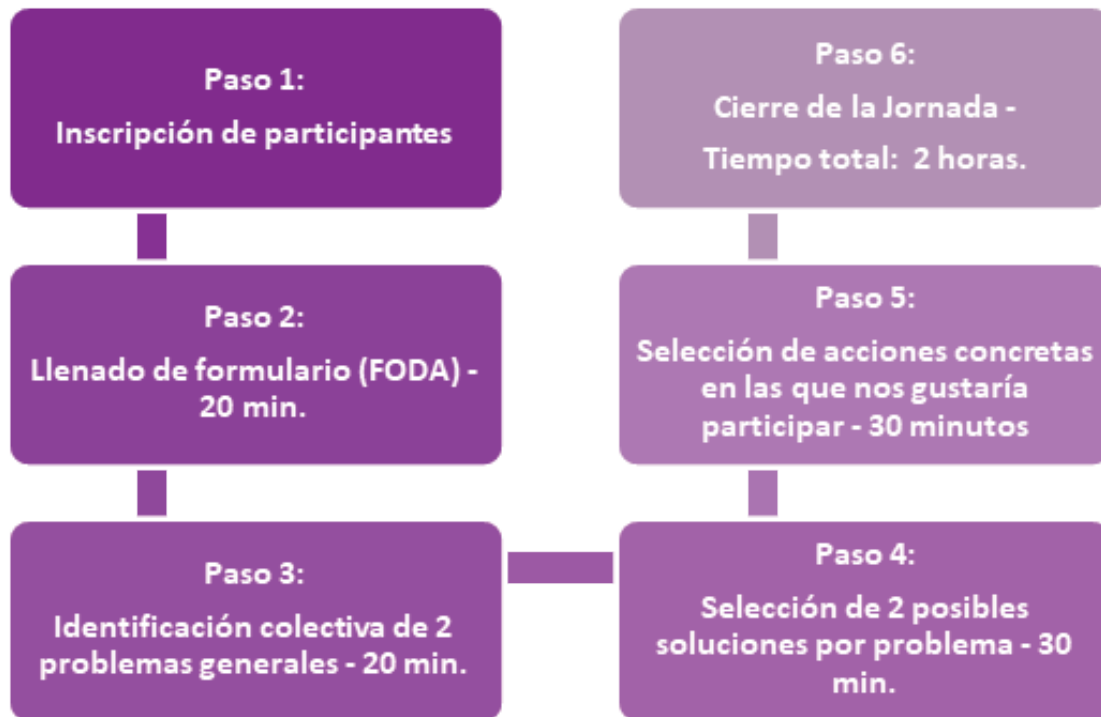 Paso 1:
Inscripción de participantes
Paso 2:
Llenado de formulario (FODA) -
20 min.
Paso 3:
Identificación colectiva de 2
problemas generales - 20 min.
Paso 4:
Selección de 2 posibles
soluciones por problema - 30
min.
Paso 5:
Selección de acciones concretas
en las que nos gustaría
participar - 30 minutos
Paso 6:
Cierre de la Jornada -
Tiempo total:  2 horas.